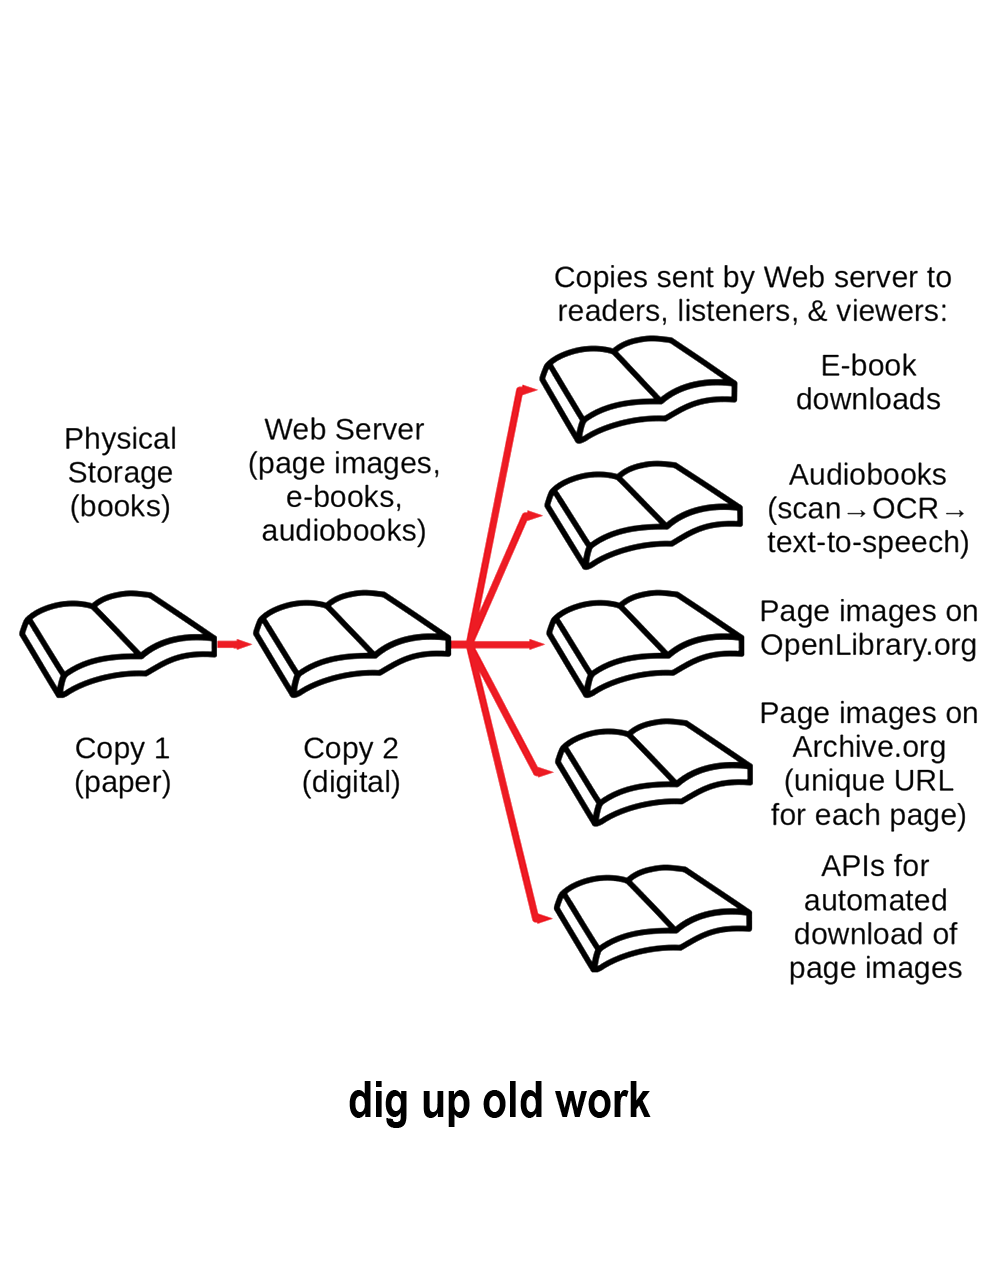 Copies sent by Web server to
readers, listeners, & viewers:
E-book
downloads
Physical
Storage
(books)
Web Server
(page images,
e-books,
audiobooks)
Audiobooks
(scan→OCR→
text-to-speech)
Page images on
OpenLibrary.org
Copy 1
(paper)
Copy 2
(digital)
Page images on
Archive.org
(unique URL
for each page)
APIs for
automated
download of
page images
dig up old work